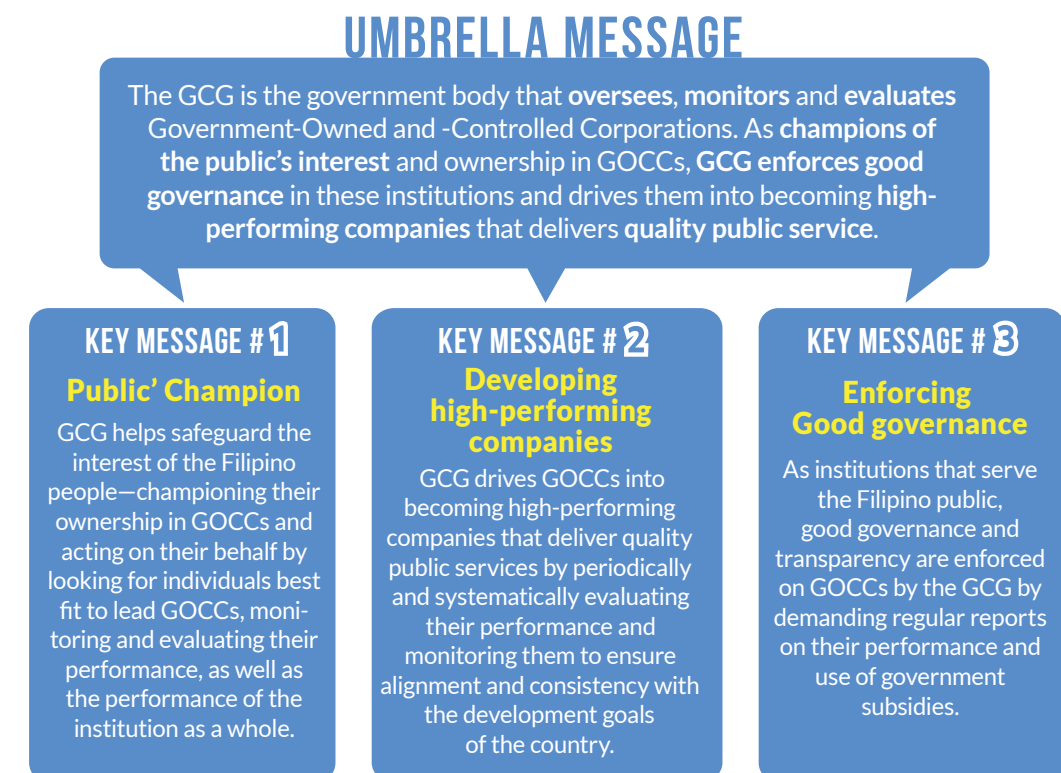 UMBRELLA MESSAGE
The GCG is the government body that oversees, monitors and evaluates
Government-Owned and -Controlled Corporations. As champions of
the public's interest and ownership in GOCCs, GCG enforces good
governance in these institutions and drives them into becoming high-
performing companies that delivers quality public service.
KEY MESSAGE # 1
Public' Champion
GCG helps safeguard the
interest of the Filipino
people—championing their
ownership in GOCCs and
acting on their behalf by
looking for individuals best
fit to lead GOCCs, moni-
toring and evaluating their
performance, as well as
the performance of the
institution as a whole.
KEY MESSAGE # 2
Developing
high-performing
companies
GCG drives GOCCs into
becoming high-performing
companies that deliver quality
public services by periodically
and systematically evaluating
their performance and
monitoring them to ensure
alignment and consistency with
the development goals
of the country.
KEY MESSAGE # 3
Enforcing
Good governance
As institutions that serve
the Filipino public,
good governance and
transparency are enforced
on GOCCs by the GCG by
demanding regular reports
on their performance and
use of government
subsidies.